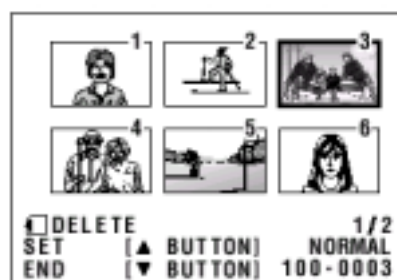 1 2 3
4 5 6
DELETE 1/2
SET [▲ BUTTON] NORMAL
END [▼ BUTTON] 100-0003